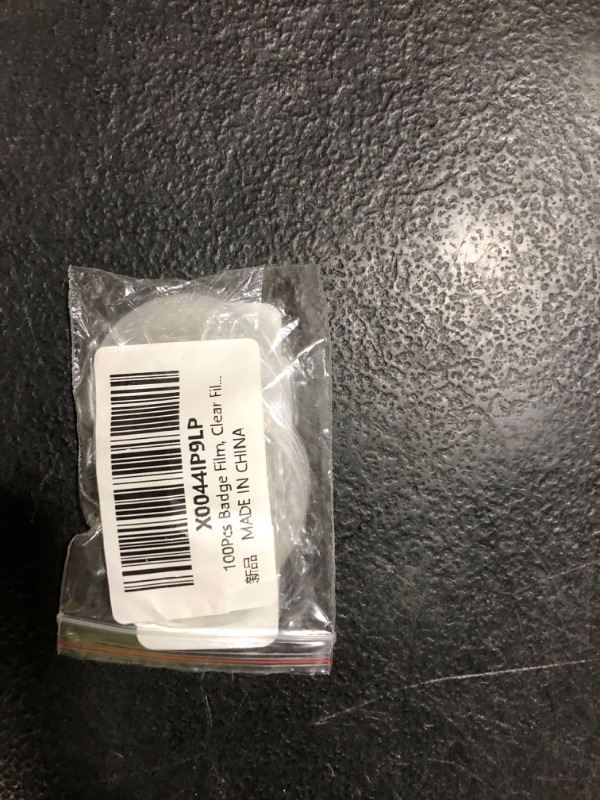 X0044IP9LP
100Pcs Badge Film, Clear Fil...
新品 MADE IN CHINA